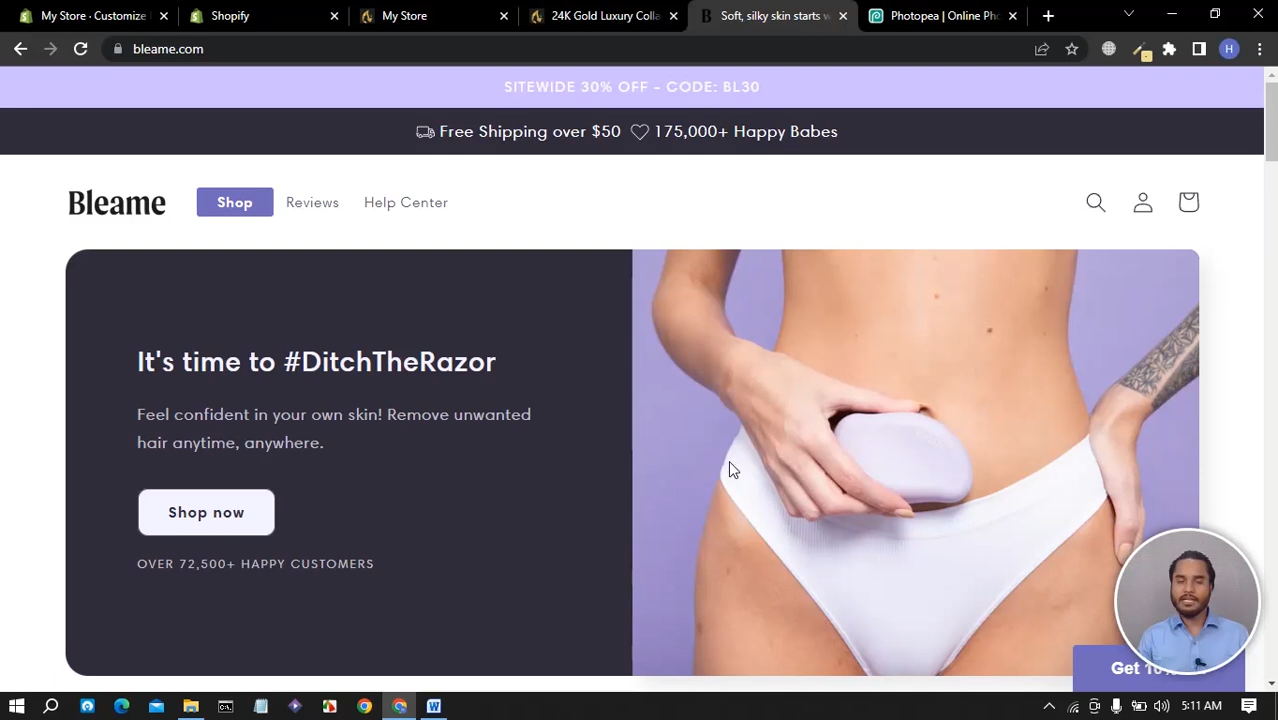 My Store · Customize
Shopify
My Store
24K Gold Luxury Colla
Soft, silky skin starts w
Photopea | Online Pho
bleame.com
H
SITEWIDE 30% OFF - CODE: BL30
Free Shipping over $50 175,000+ Happy Babes
Bleame
Shop
Reviews
Help Center
It's time to #DitchTheRazor
Feel confident in your own skin! Remove unwanted
hair anytime, anywhere.
Shop now
OVER 72,500+ HAPPY CUSTOMERS
Get
5:11 AM